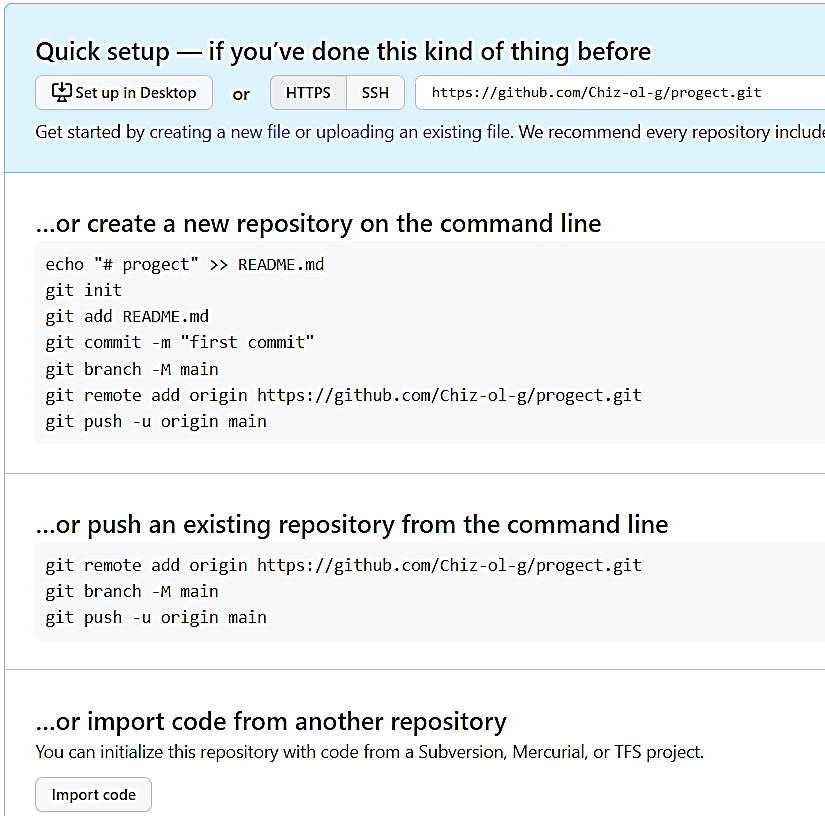 Quick setup — if you’ve done this kind of thing before
Set up in Desktop or HTTPS SSH https://github.com/Chiz-ol-g/progect.git
Get started by creating a new file or uploading an existing file. We recommend every repository include
...or create a new repository on the command line
echo "# progect" >> README.md
git init
git add README.md
git commit -m "first commit"
git branch -M main
git remote add origin https://github.com/Chiz-ol-g/progect.git
git push -u origin main
...or push an existing repository from the command line
git remote add origin https://github.com/Chiz-ol-g/progect.git
git branch -M main
git push -u origin main
...or import code from another repository
You can initialize this repository with code from a Subversion, Mercurial, or TFS project.
Import code